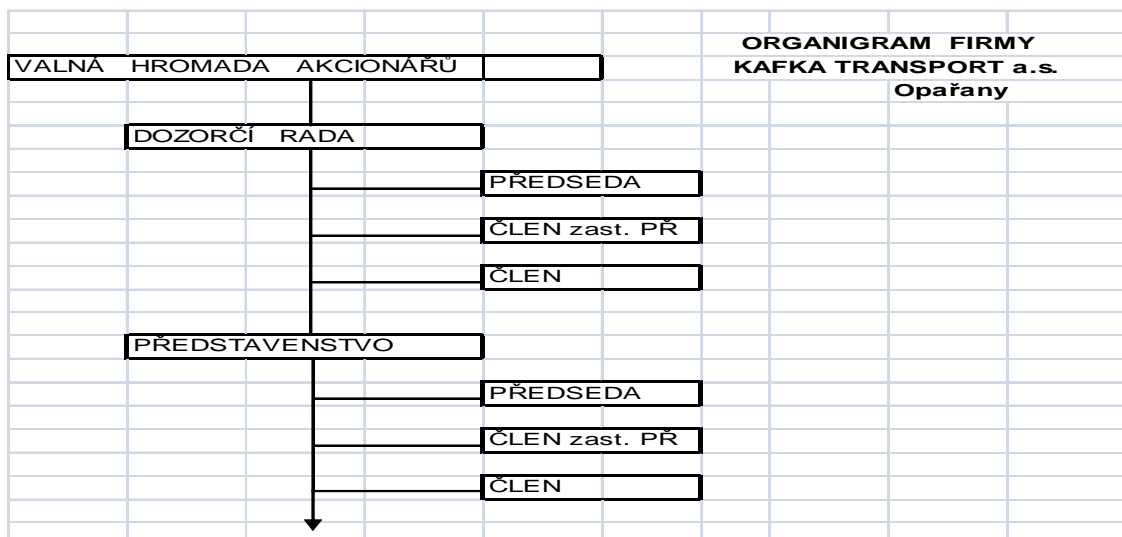 ORGANIGRAM FIRMY
VALNÁ HROMADA AKCIONÁŘŮ
KAFKA TRANSPORT a.s.
Opařany
DOZORČÍ RADA
PŘEDSEDA
ČLEN zast. PŘ
ČLEN
PŘEDSTAVENSTVO
PŘEDSEDA
ČLEN zast. PŘ
ČLEN